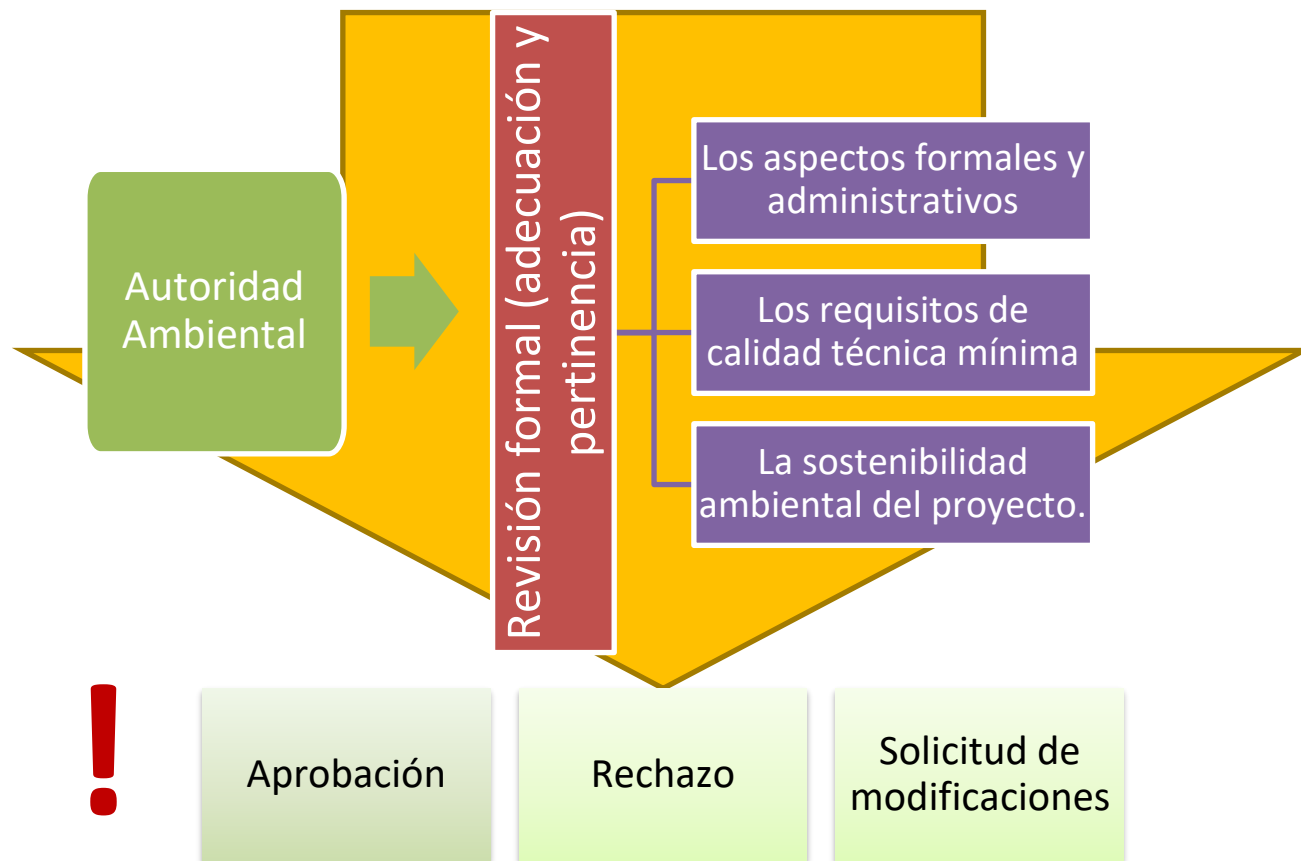 Autoridad
Ambiental
Revisión formal (adecuación y
pertinencia)
Los aspectos formales y
administrativos
Los requisitos de
calidad técnica mínima
La sostenibilidad
ambiental del proyecto.
!
Aprobación
Rechazo
Solicitud de
modificaciones